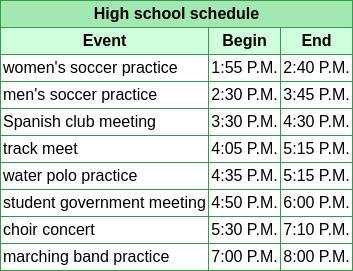 High school schedule
Event Begin End
women's soccer practice 1:55 P.M. 2:40 P.M.
men's soccer practice 2:30 P.M. 3:45 P.M.
Spanish club meeting 3:30 P.M. 4:30 P.M.
track meet 4:05 P.M. 5:15 P.M.
water polo practice 4:35 P.M. 5:15 P.M.
student government meeting 4:50 P.M. 6:00 P.M.
choir concert 5:30 P.M. 7:10 P.M.
marching band practice 7:00 P.M. 8:00 P.M.